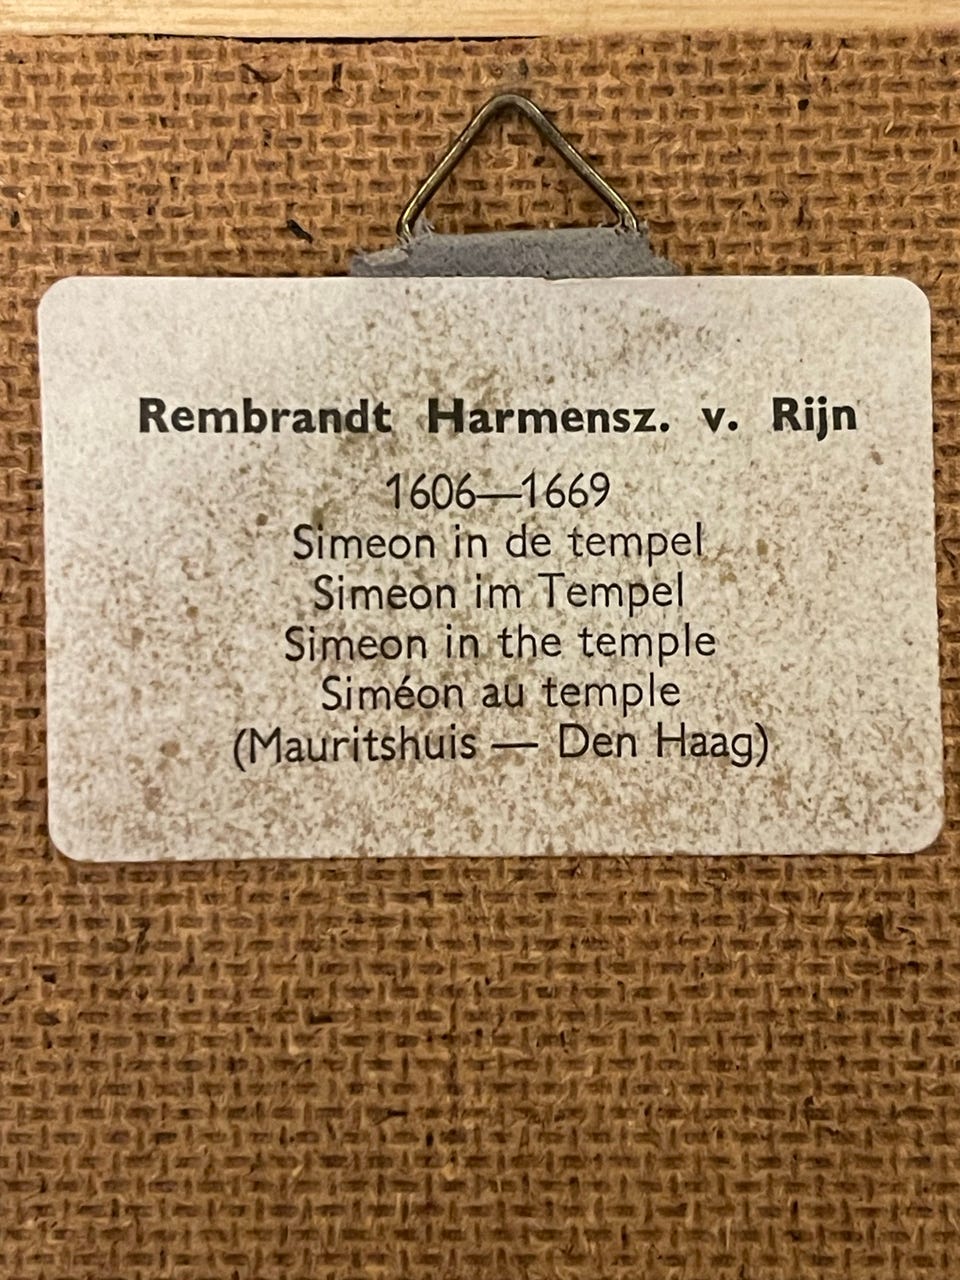 Rembrandt Harmensz. v. Rijn
1606—1669
Simeon in de tempel
Simeon im Tempel
Simeon in the temple
Siméon au temple
(Mauritshuis — Den Haag)